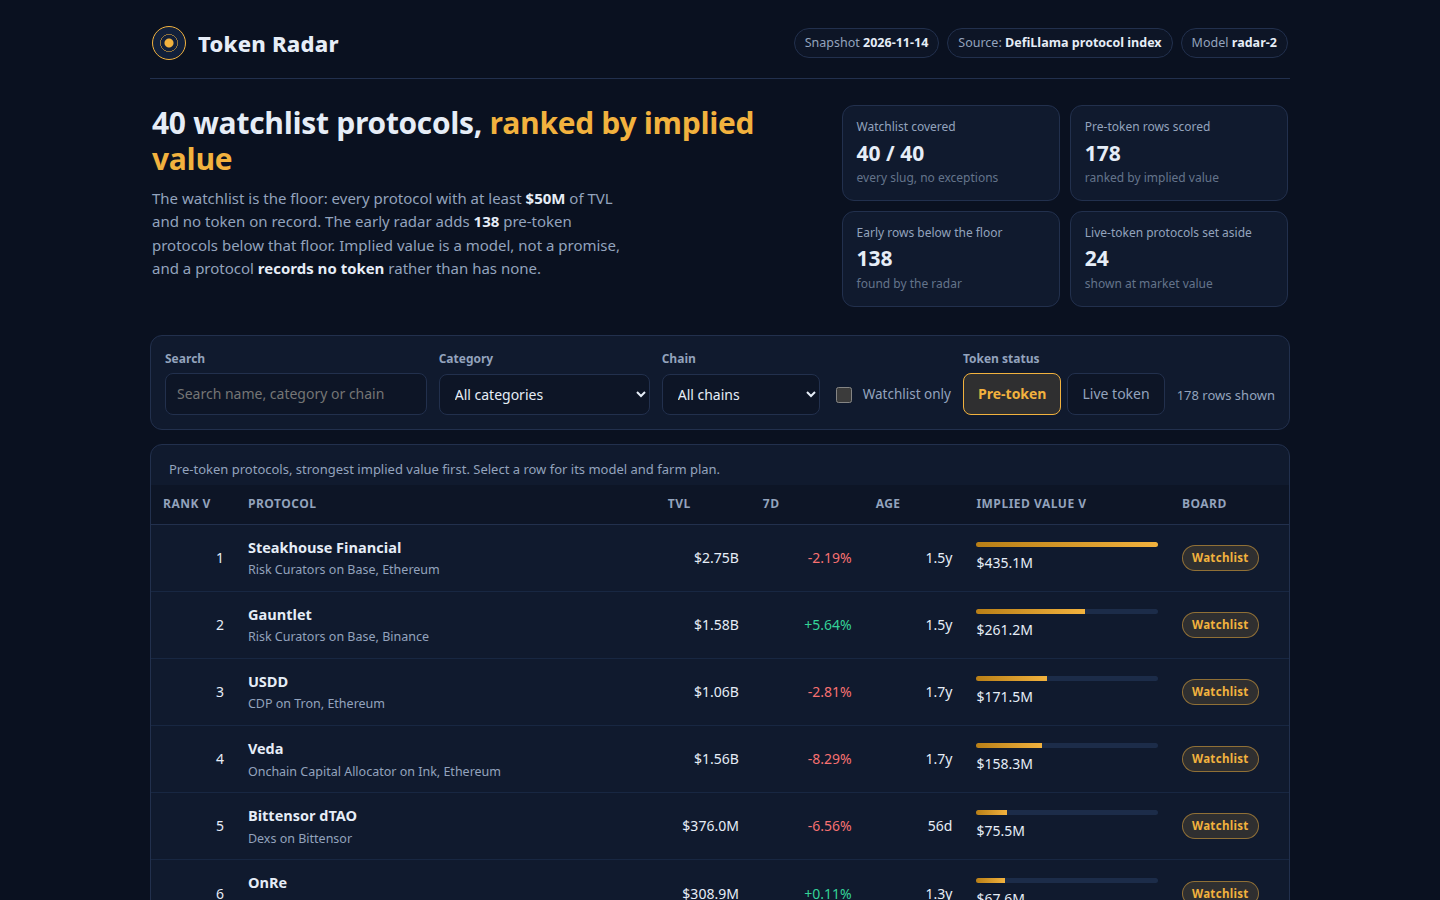 Token Radar
Snapshot 2026-11-14
Source: DefiLlama protocol index
Model radar-2
40 watchlist protocols, ranked by implied
value
The watchlist is the floor: every protocol with at least $50M of TVL
and no token on record. The early radar adds 138 pre-token
protocols below that floor. Implied value is a model, not a promise,
and a protocol records no token rather than has none.
Watchlist covered
40 / 40
every slug, no exceptions
Pre-token rows scored
178
ranked by implied value
Early rows below the floor
138
found by the radar
Live-token protocols set aside
24
shown at market value
Search
Search name, category or chain
Category
All categories
Chain
All chains
Watchlist only
Token status
Pre-token
Live token
178 rows shown
Pre-token protocols, strongest implied value first. Select a row for its model and farm plan.
RANK V PROTOCOL TVL 7D AGE IMPLIED VALUE V BOARD
1 Steakhouse Financial $2.75B -2.19% 1.5y $435.1M Watchlist
Risk Curators on Base, Ethereum
2 Gauntlet $1.58B +5.64% 1.5y $261.2M Watchlist
Risk Curators on Base, Binance
3 USDD $1.06B -2.81% 1.7y $171.5M Watchlist
CDP on Tron, Ethereum
4 Veda $1.56B -8.29% 1.7y $158.3M Watchlist
Onchain Capital Allocator on Ink, Ethereum
5 Bittensor dTAO $376.0M -6.56% 56d $75.5M Watchlist
Dexs on Bittensor
6 OnRe $308.9M +0.11% 1.3y $67.6M Watchlist